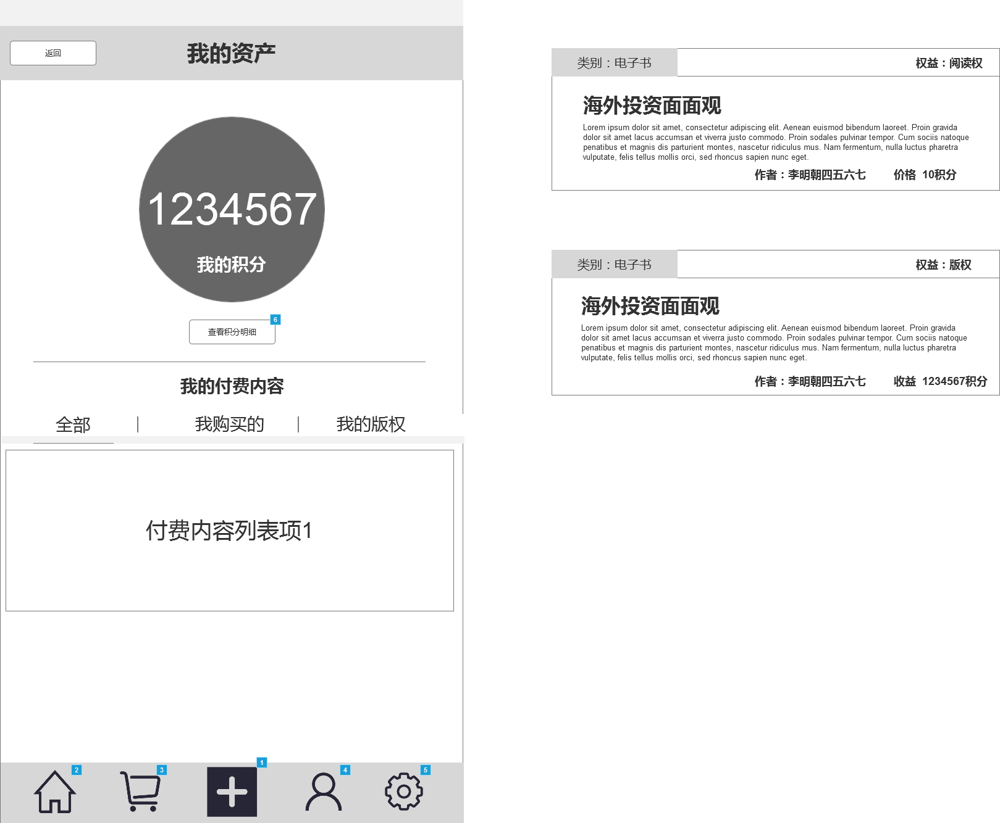 返回
我的资产
1234567
我的积分
6
查看积分明细
我的付费内容
全部
我购买的
我的版权
付费内容列表项1
2
3
1
4
5
类别：电子书
权益：阅读权
海外投资面面观
Lorem ipsum dolor sit amet, consectetur adipiscing elit. Aenean euismod bibendum laoreet. Proin gravida
dolor sit amet lacus accumsan et viverra justo commodo. Proin sodales pulvinar tempor. Cum sociis natoque
penatibus et magnis dis parturient montes, nascetur ridiculus mus. Nam fermentum, nulla luctus pharetra
vulputate, felis tellus mollis orci, sed rhoncus sapien nunc eget.
作者：李明朝四五六七 价格 10积分
类别：电子书
权益：版权
海外投资面面观
Lorem ipsum dolor sit amet, consectetur adipiscing elit. Aenean euismod bibendum laoreet. Proin gravida
dolor sit amet lacus accumsan et viverra justo commodo. Proin sodales pulvinar tempor. Cum sociis natoque
penatibus et magnis dis parturient montes, nascetur ridiculus mus. Nam fermentum, nulla luctus pharetra
vulputate, felis tellus mollis orci, sed rhoncus sapien nunc eget.
作者：李明朝四五六七 收益 1234567积分